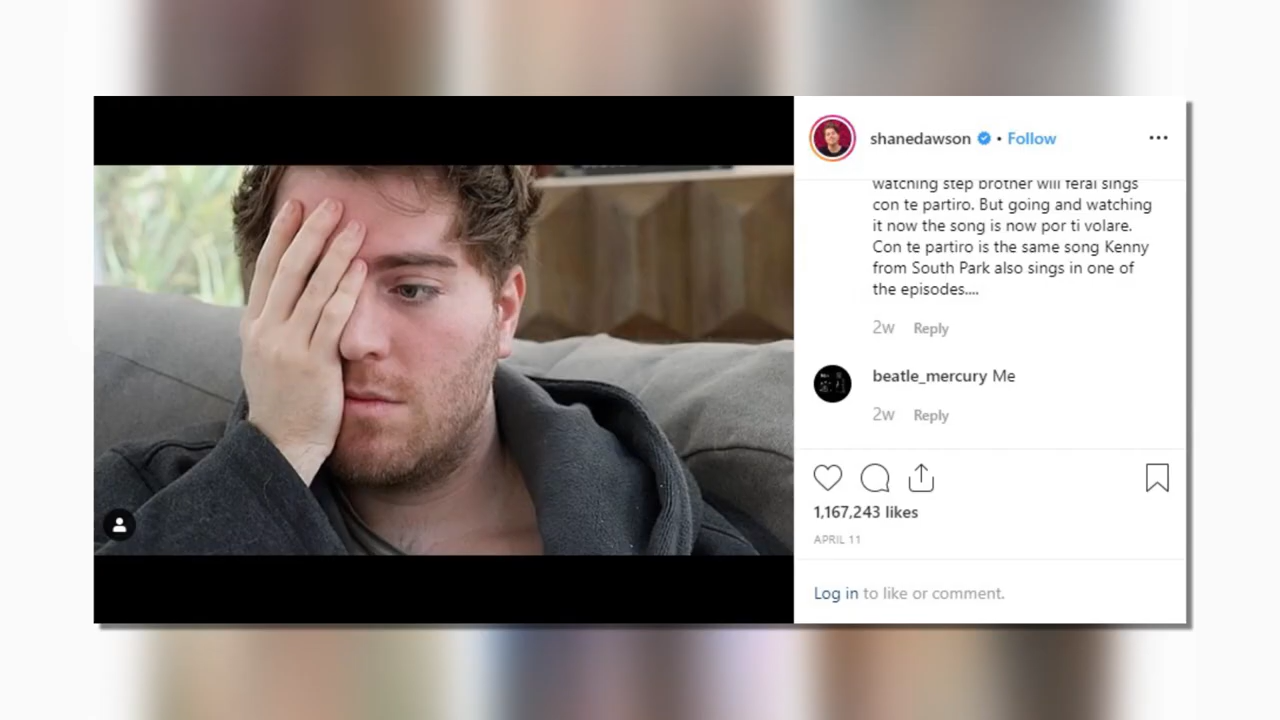 shanedawson • Follow
watching step brother will feral sings
con te partiro. But going and watching
it now the song is now por ti volare.
Con te partiro is the same song Kenny
from South Park also sings in one of
the episodes....
2w Reply
beatle_mercury Me
2w Reply
1,167,243 likes
APRIL 11
Log in to like or comment.